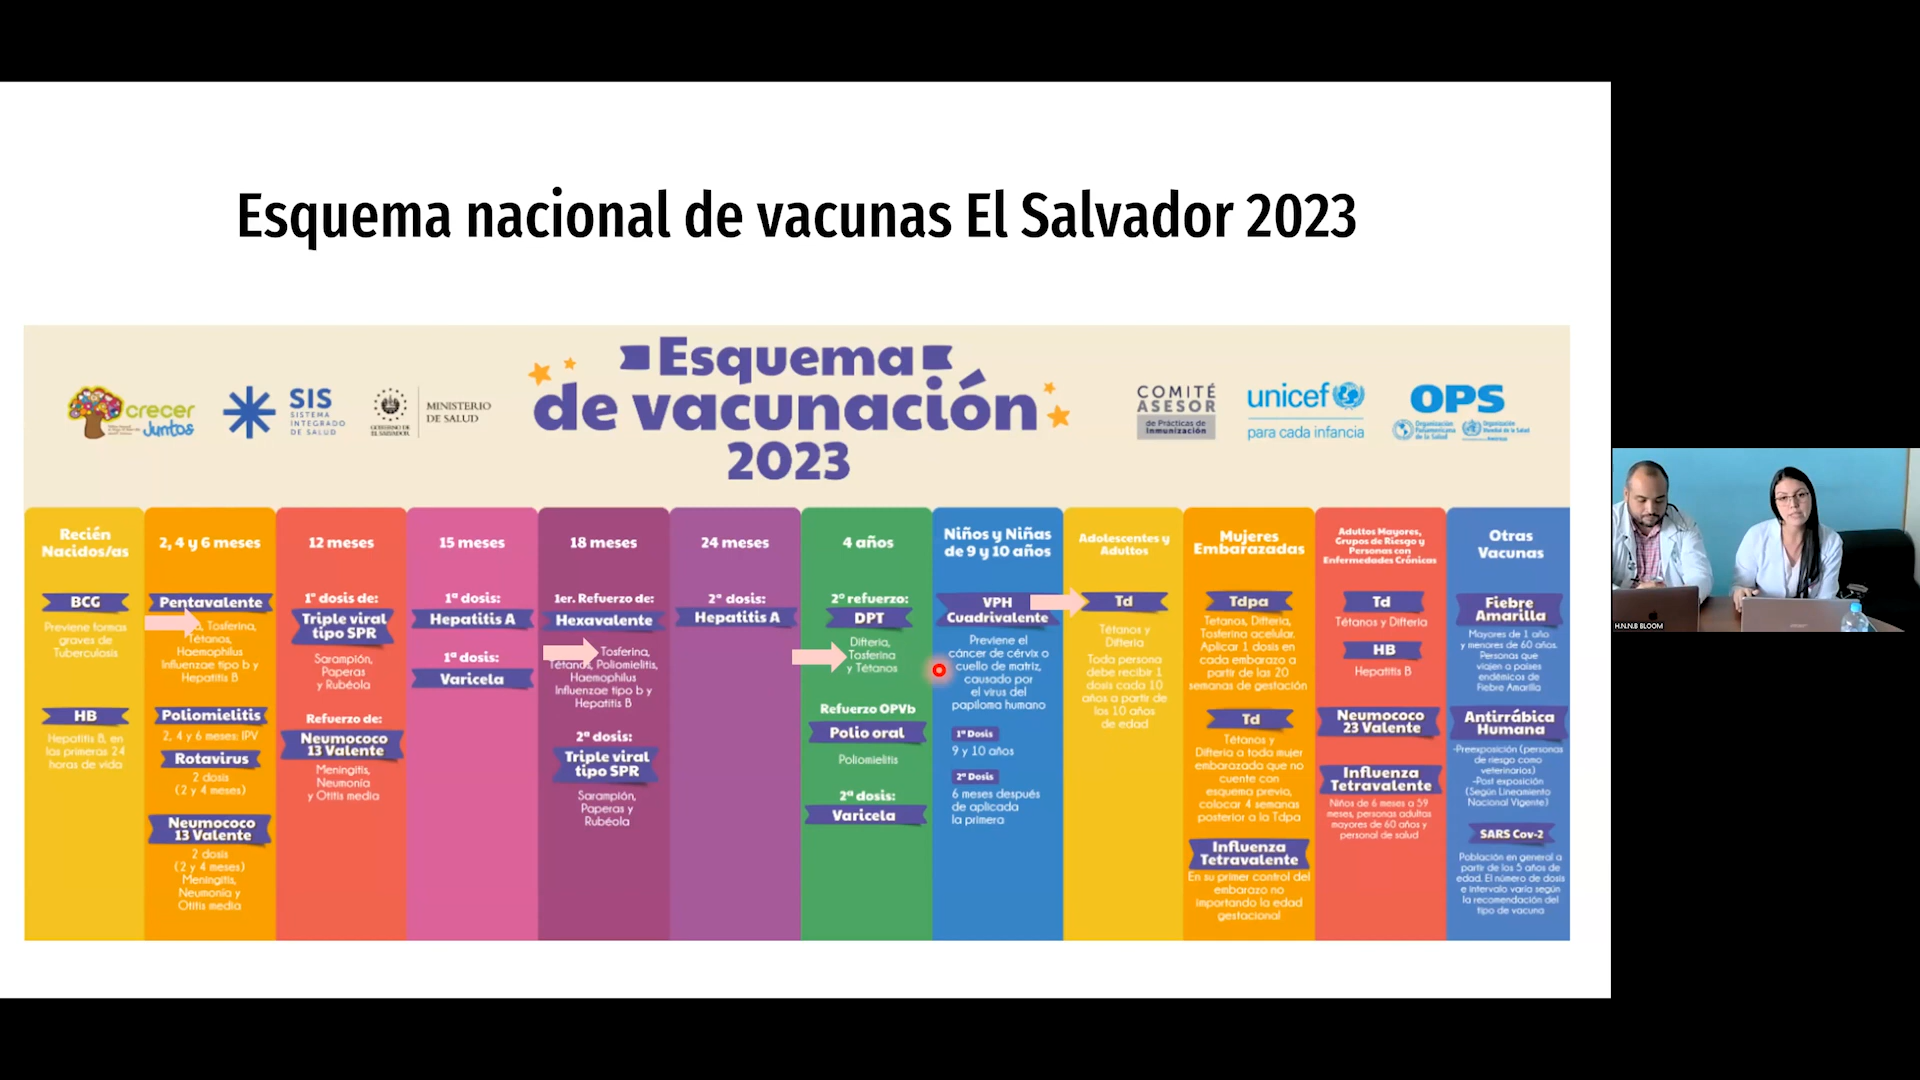 Esquema nacional de vacunas El Salvador 2023
crecer
Juntos
SIS
SISTEMA
INTEGRADO
DE SALUD
GOBIERNO DE
EL SALVADOR
MINISTERIO
DE SALUD
Esquema
de vacunación
2023
COMITÉ
ASESOR
de Prácticas de
Inmunización
unicef
para cada infancia
OPS
Organización
Panamericana
de la Salud
Organización
Mundial de la Salud
Recién
Nacidos/as
BCG
Previene formas
graves de
Tuberculosis
HB
Hepatitis B, en
las primeras 24
horas de vida
2, 4 y 6 meses
Pentavalente
Tosferina,
Tétanos,
Haemophilus
Influenzae tipo b y
Hepatitis B
Poliomielitis
2, 4 y 6 meses: IPV
Rotavirus
2 dosis
(2 y 4 meses)
Neumococo
13 Valente
2 dosis
(2 y 4 meses)
Meningitis,
Neumonía y
Otitis media
12 meses
1ª dosis de:
Triple viral
tipo SPR
Sarampión,
Paperas
y Rubéola
Refuerzo de:
Neumococo
13 Valente
Meningitis,
Neumonía
y Otitis media
15 meses
1ª dosis:
Hepatitis A
1ª dosis:
Varicela
18 meses
1er. Refuerzo de:
Hexavalente
Tosferina,
Tétanos, Poliomielitis,
Haemophilus
Influenzae tipo b y
Hepatitis B
2ª dosis:
Triple viral
tipo SPR
Sarampión,
Paperas y
Rubéola
24 meses
2ª dosis:
Hepatitis A
4 años
2º refuerzo:
DPT
Difteria,
Tosferina
y Tétanos
Refuerzo OPVb
Polio oral
Poliomielitis
2ª dosis:
Varicela
Niños y Niñas
de 9 y 10 años
VPH
Cuadrivalente
Previene el
cáncer de cérvix o
cuello de matriz,
causado por
el virus del
papiloma humano
1ª Dosis
9 y 10 años
2ª Dosis
6 meses después
de aplicada
la primera
Adolescentes y
Adultos
Td
Tétanos y
Difteria
Toda persona
debe recibir 1
dosis cada 10
años a partir de
los 10 años
de edad
Mujeres
Embarazadas
Tdpa
Tetanos, Difteria,
Tosferina acelular.
Aplicar 1 dosis en
cada embarazo a
partir de las 20
semanas de gestación
Td
Tétanos y
Difteria a toda mujer
embarazada que no
cuente con
esquema previo,
colocar 4 semanas
posterior a la Tdpa
Influenza
Tetravalente
En su primer control del
embarazo no
importando la edad
gestacional
Adultos Mayores,
Grupos de Riesgo y
Personas con
Enfermedades Crónicas
Td
Tétanos y Difteria
HB
Hepatitis B
Neumococo
23 Valente
Influenza
Tetravalente
Niños de 6 meses a 59
meses, personas adultas
mayores de 60 años y
personal de salud
Otras
Vacunas
Fiebre
Amarilla
Mayores de 1 año
y menores de 60 años.
Personas que
viajen a países
endémicos de
Fiebre Amarilla
Antirrábica
Humana
-Preexposición (personas
de riesgo como
veterinarios)
-Post exposición
(Según Lineamiento
Nacional Vigente)
SARS Cov-2
Población en general a
partir de los 5 años de
edad. El número de dosis
e intervalo varía según
la recomendación del
tipo de vacuna
H.N.N.B BLOOM